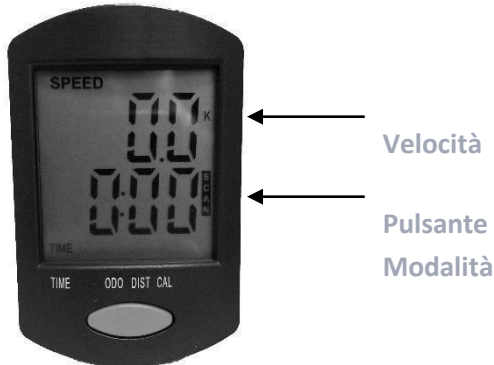 SPEED
0.0 K
Velocità
0:00 SCAN
Pulsante
Modalità
TIME
TIME ODO DIST CAL